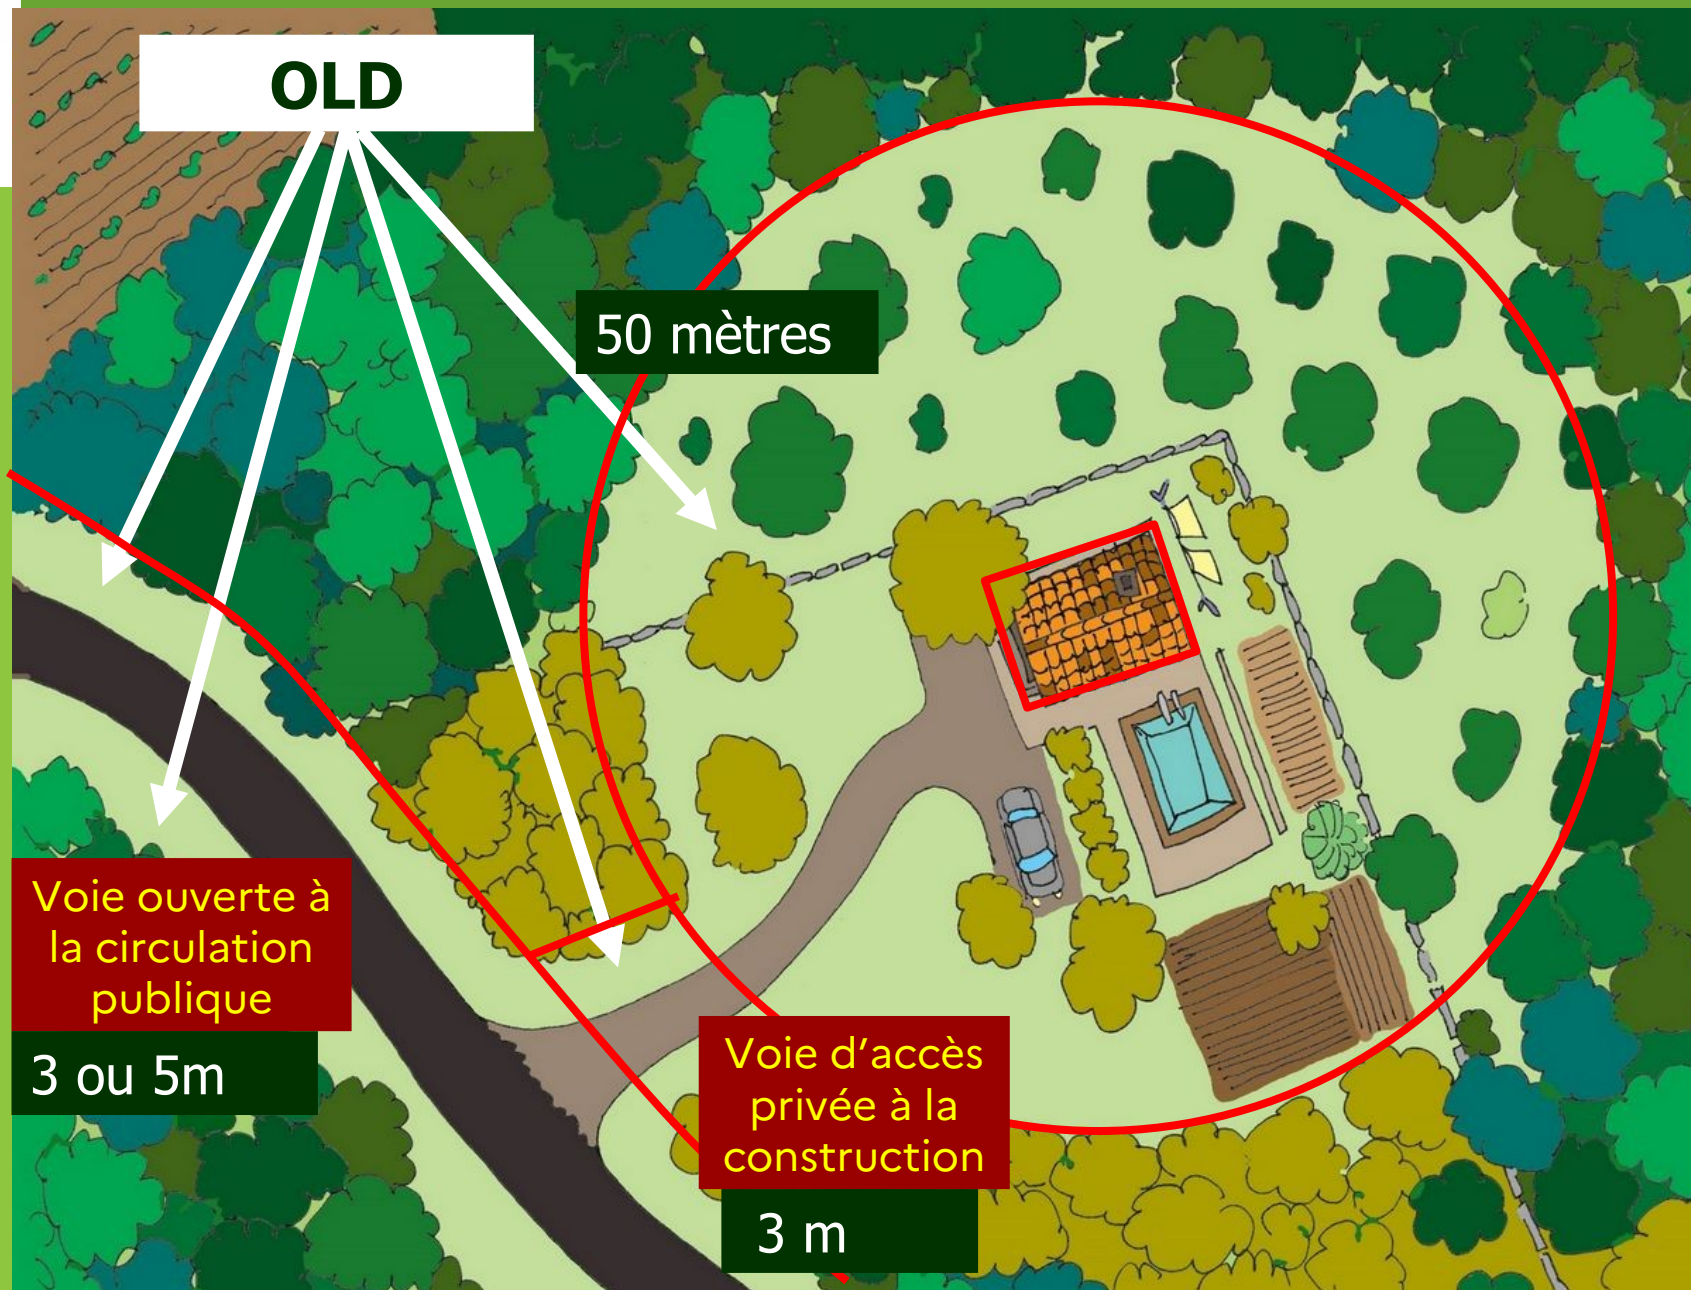 OLD
50 mètres
Voie ouverte à
la circulation
publique
3 ou 5m
Voie d’accès
privée à la
construction
3 m